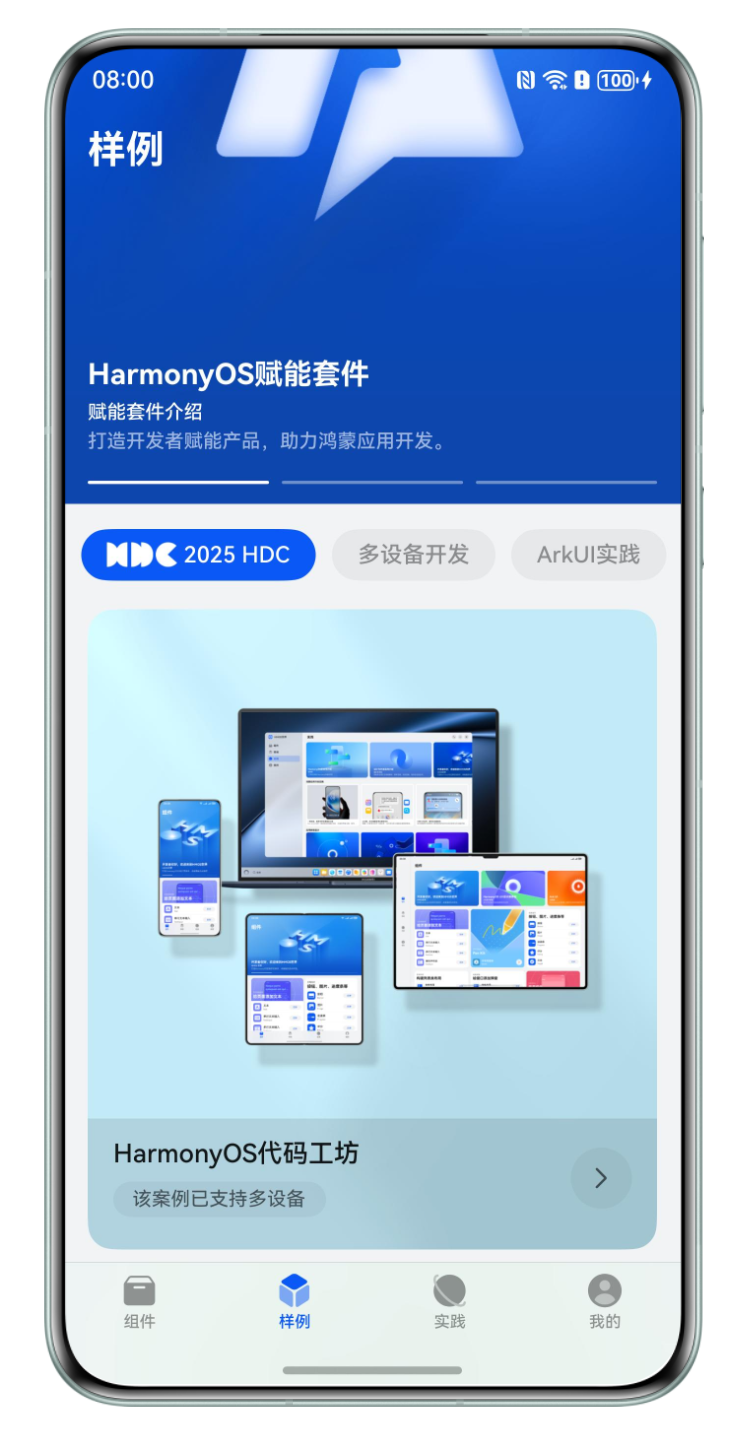 08:00
100
样例
HarmonyOS赋能套件
赋能套件介绍
打造开发者赋能产品，助力鸿蒙应用开发。
HDC 2025 HDC
多设备开发
ArkUI实践
HarmonyOS代码工坊
该案例已支持多设备
组件
样例
实践
我的